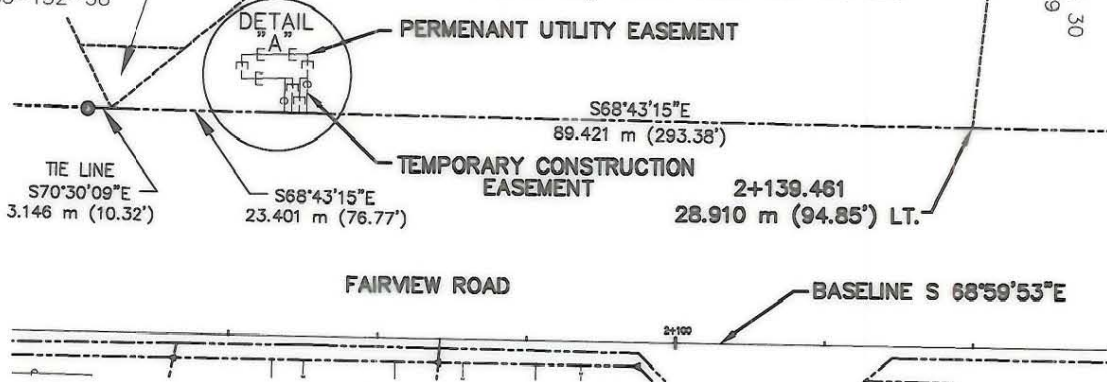 DETAIL
"A"
PERMENANT UTILITY EASEMENT
30
9
S68°43'15"E
89.421 m (293.38')
TIE LINE
S70°30'09"E
3.146 m (10.32')
S68°43'15"E
23.401 m (76.77')
TEMPORARY CONSTRUCTION
EASEMENT
2+139.461
28.910 m (94.85') LT.
FAIRVIEW ROAD
BASELINE S 68°59'53"E
2+100